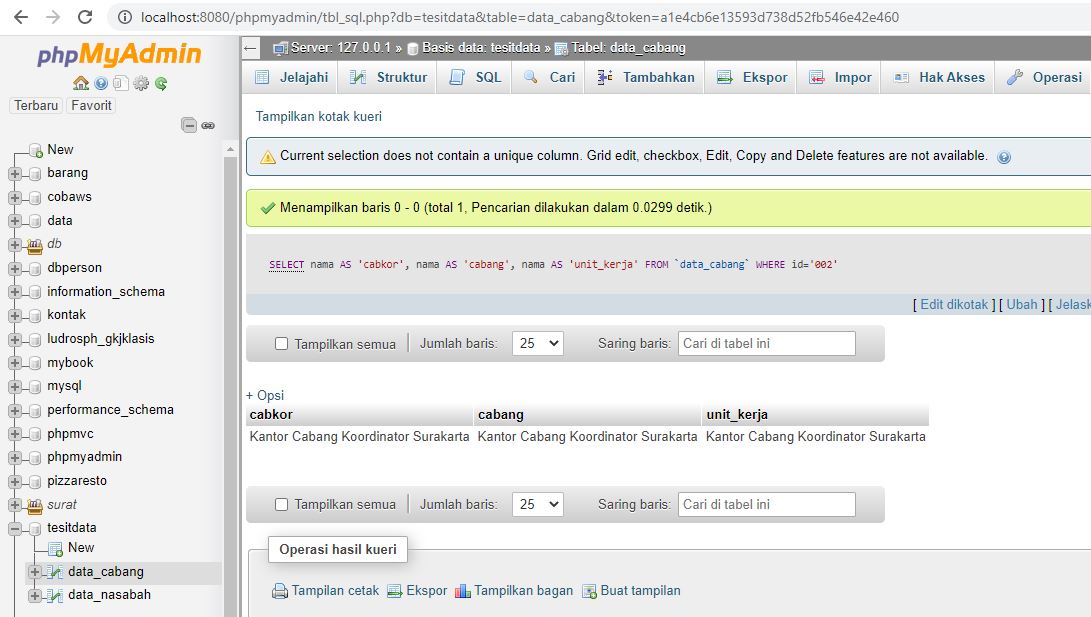 localhost:8080/phpmyadmin/tbl_sql.php?db=tesitdata&table=data_cabang&token=a1e4cb6e13593d738d52fb546e42e460
phpMyAdmin
Terbaru Favorit
New
barang
cobaws
data
db
dbperson
information_schema
kontak
ludrosph_gkjklasis
mybook
mysql
performance_schema
phpmvc
phpmyadmin
pizzaresto
surat
tesitdata
New
data_cabang
data_nasabah
Server: 127.0.0.1 » Basis data: tesitdata » Tabel: data_cabang
Jelajahi Struktur SQL Cari Tambahkan Ekspor Impor Hak Akses Operasi
Tampilkan kotak kueri
Current selection does not contain a unique column. Grid edit, checkbox, Edit, Copy and Delete features are not available.
Menampilkan baris 0 - 0 (total 1, Pencarian dilakukan dalam 0.0299 detik.)
SELECT nama AS 'cabkor', nama AS 'cabang', nama AS 'unit_kerja' FROM `data_cabang` WHERE id='002'
[ Edit dikotak ] [ Ubah ] [ Jelask
Tampilkan semua Jumlah baris: 25 Saring baris: Cari di tabel ini
+ Opsi
cabkor cabang unit_kerja
Kantor Cabang Koordinator Surakarta Kantor Cabang Koordinator Surakarta Kantor Cabang Koordinator Surakarta
Tampilkan semua Jumlah baris: 25 Saring baris: Cari di tabel ini
Operasi hasil kueri
Tampilan cetak Ekspor Tampilkan bagan Buat tampilan